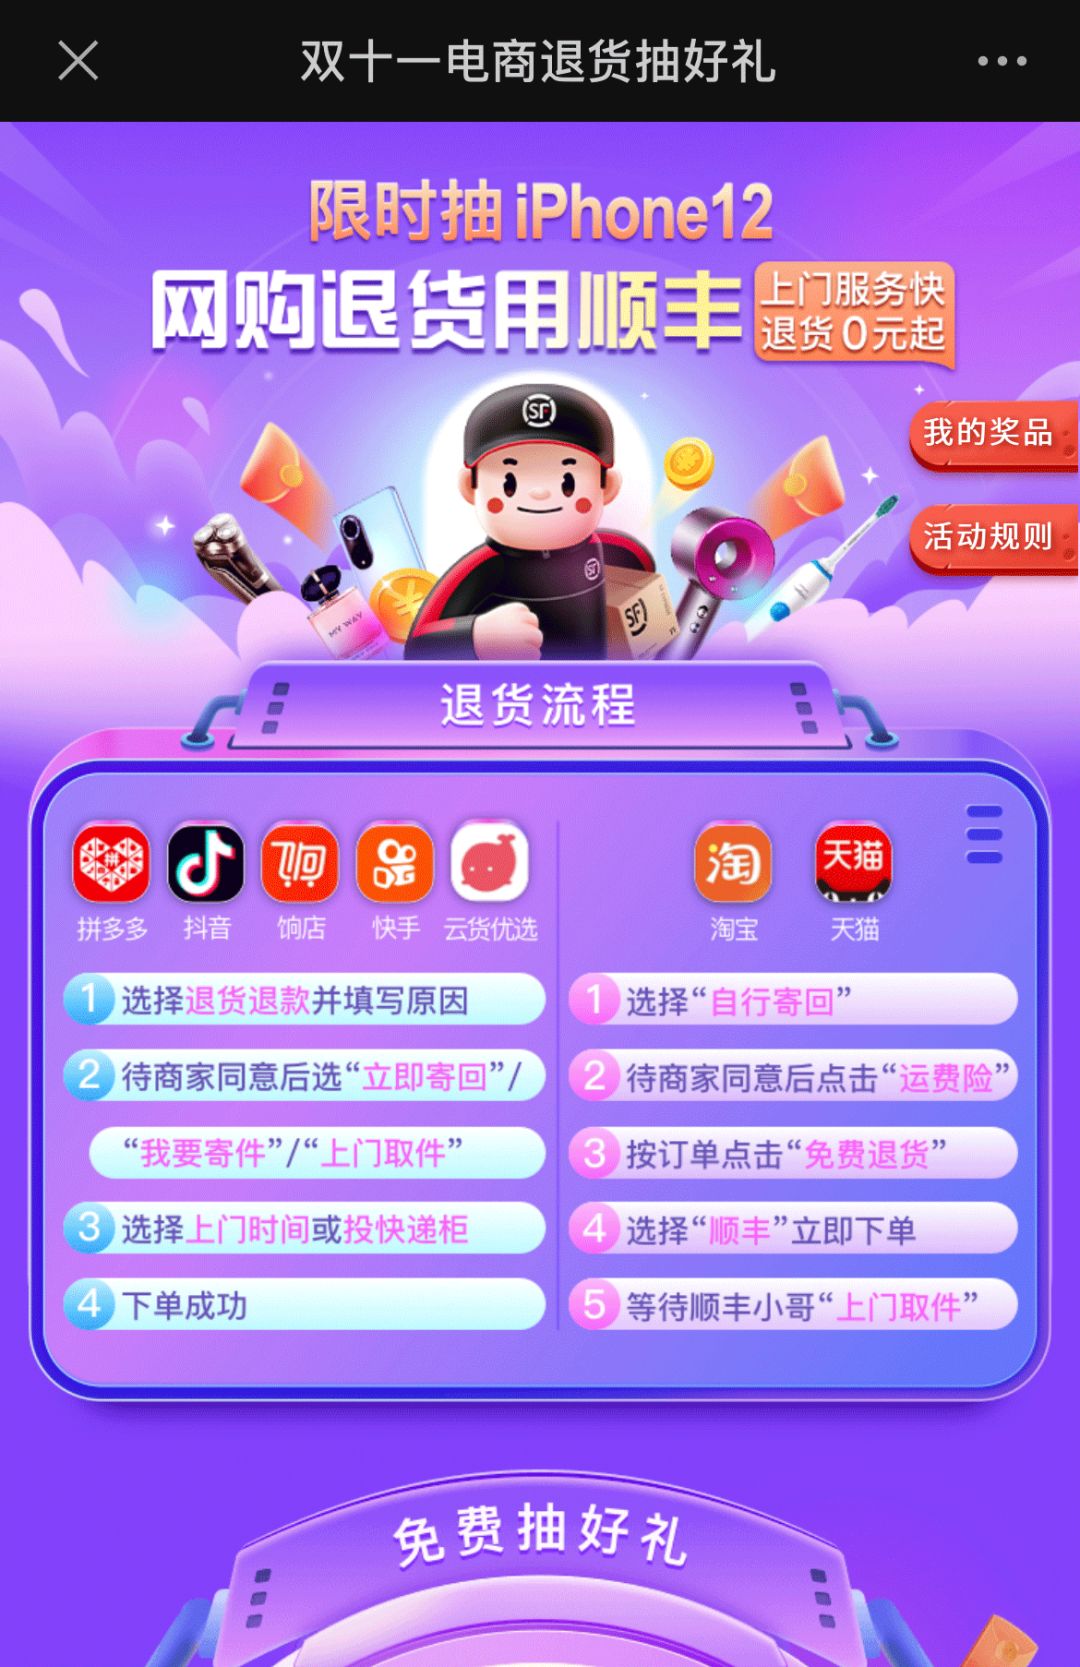 双十一电商退货抽好礼
限时抽iPhone12
网购退货用顺丰
上门服务快
退货0元起
我的奖品
活动规则
SF
SF
SF
MY WAY
退货流程
拼
淘
天猫
拼多多
抖音
饷店
快手
云货优选
淘宝
天猫
1 选择退货退款并填写原因
2 待商家同意后选“立即寄回”/
“我要寄件”/“上门取件”
3 选择上门时间或投快递柜
4 下单成功
1 选择“自行寄回”
2 待商家同意后点击“运费险”
3 按订单点击“免费退货”
4 选择“顺丰”立即下单
5 等待顺丰小哥“上门取件”
免费抽好礼